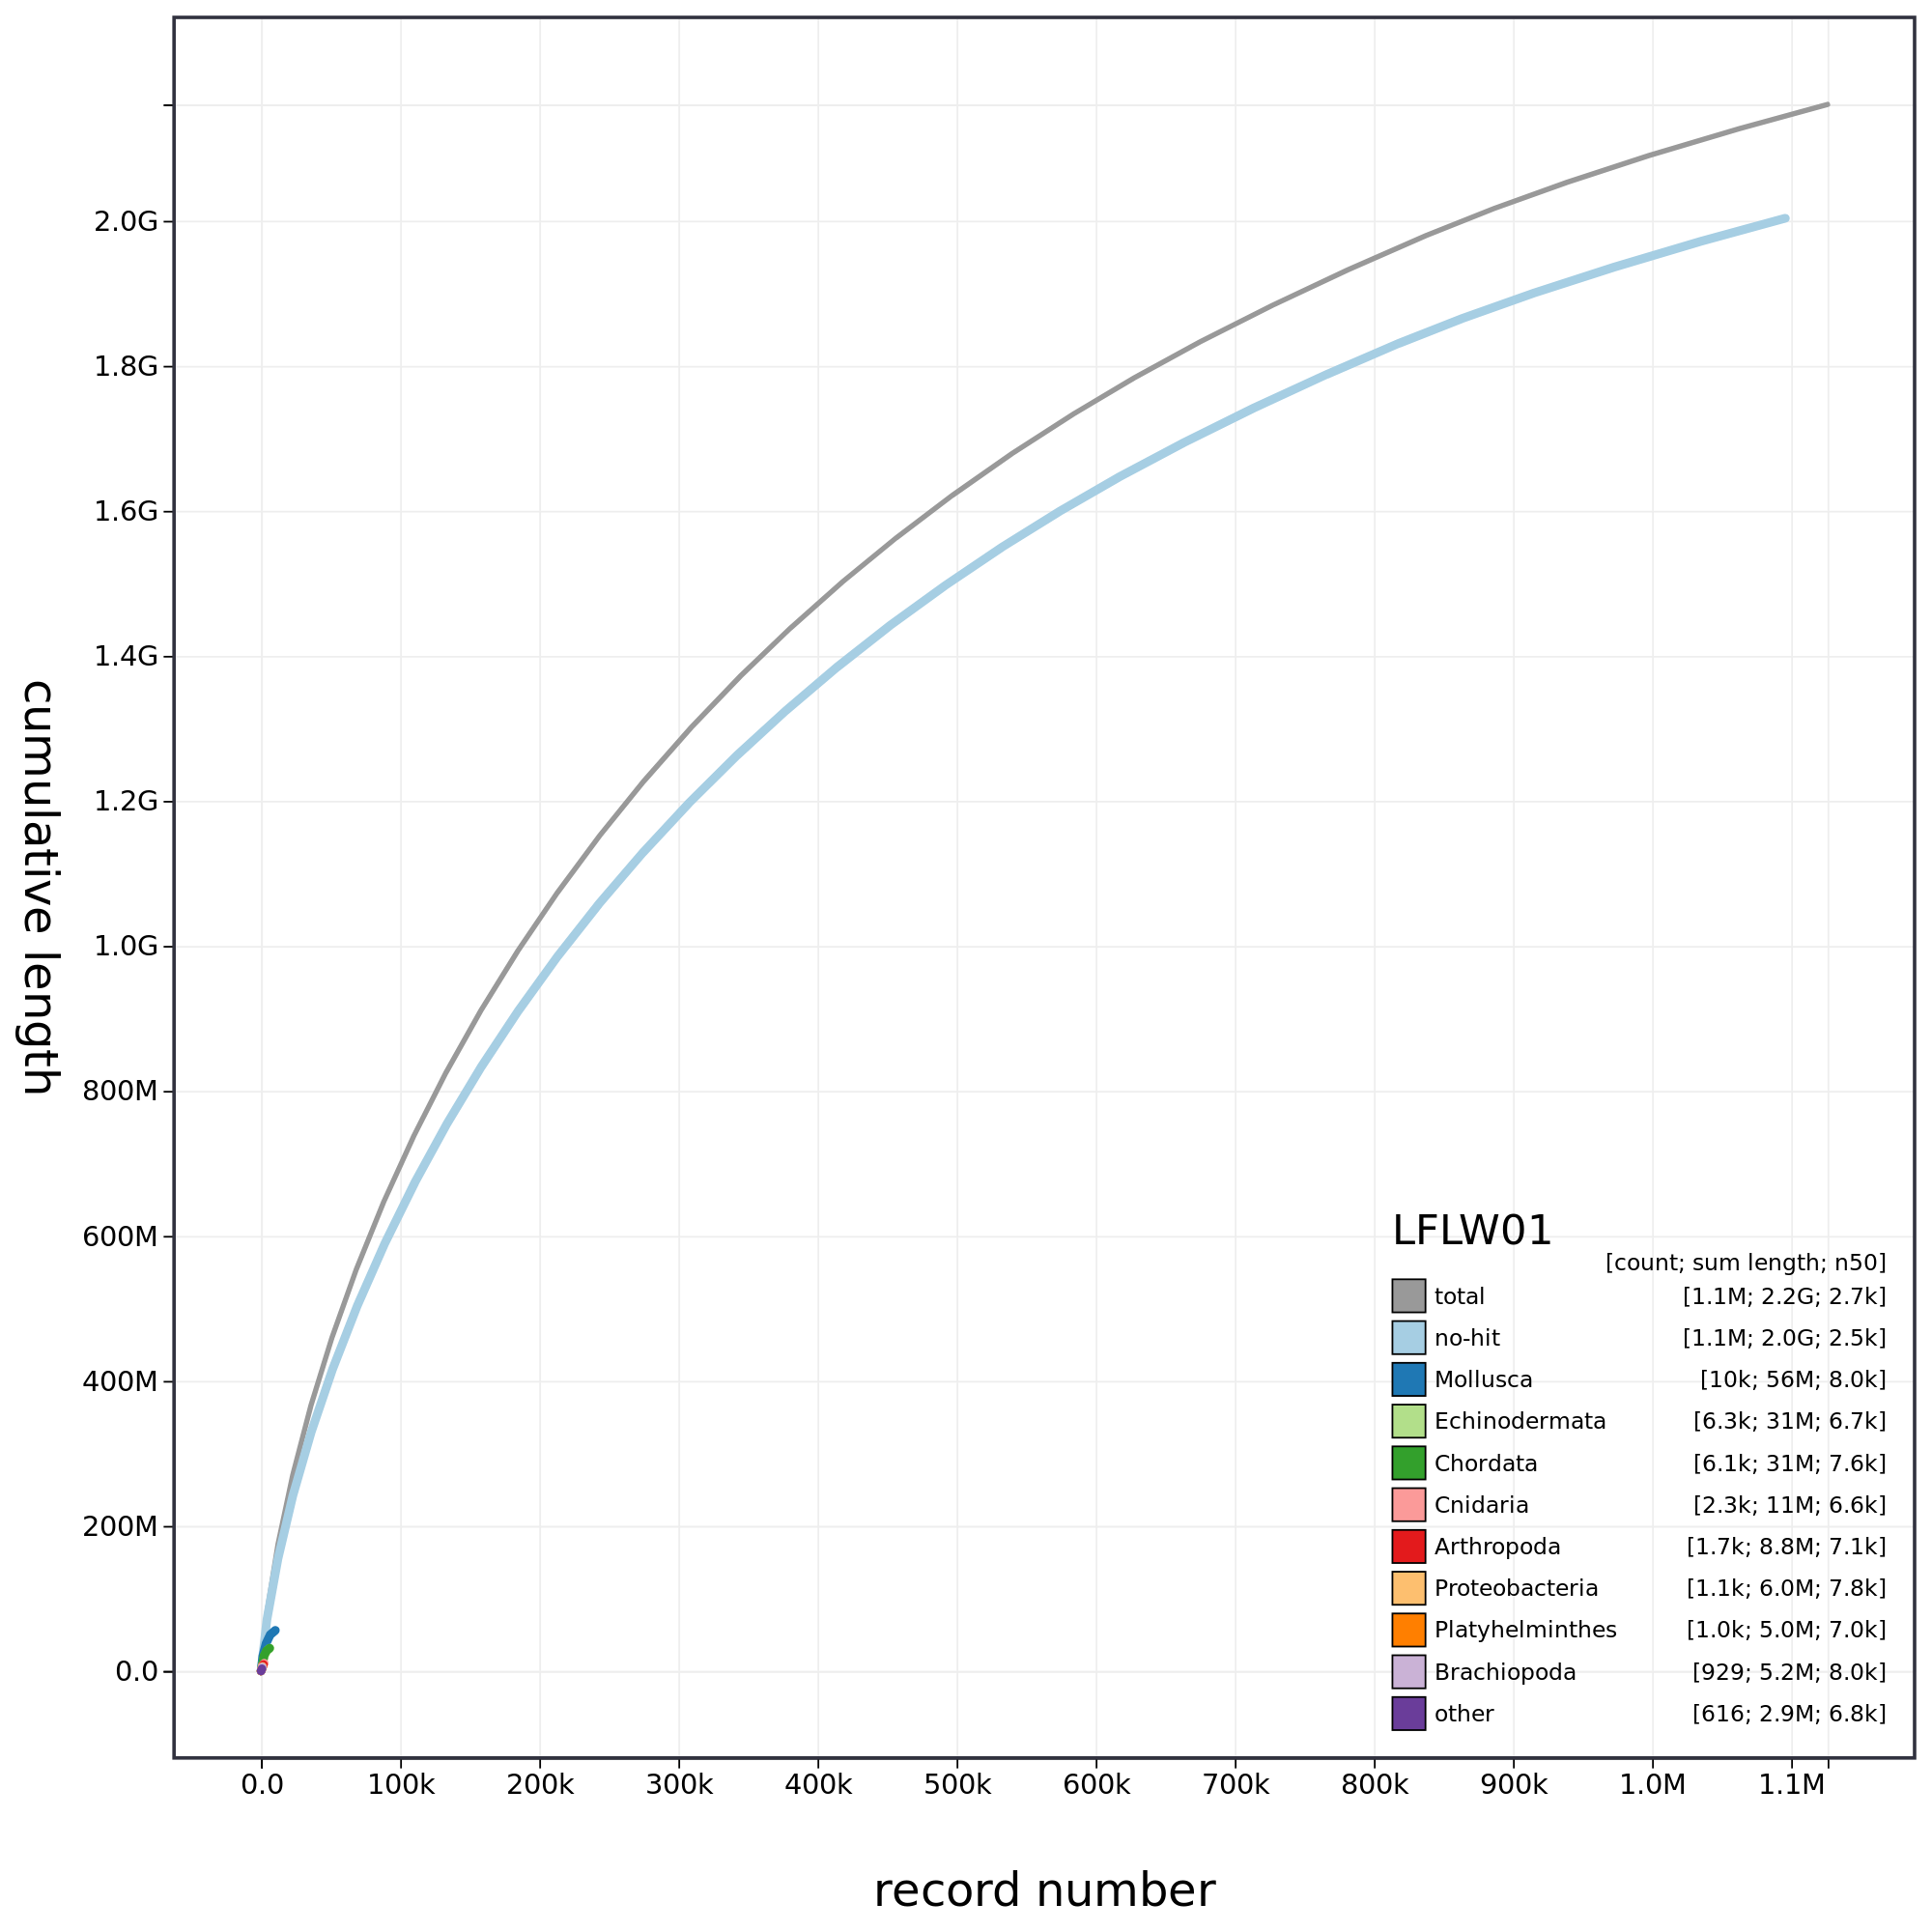 cumulative length
2.0G
1.8G
1.6G
1.4G
1.2G
1.0G
800M
600M
400M
200M
0.0
LFLW01
[count; sum length; n50]
total [1.1M; 2.2G; 2.7k]
no-hit [1.1M; 2.0G; 2.5k]
Mollusca [10k; 56M; 8.0k]
Echinodermata [6.3k; 31M; 6.7k]
Chordata [6.1k; 31M; 7.6k]
Cnidaria [2.3k; 11M; 6.6k]
Arthropoda [1.7k; 8.8M; 7.1k]
Proteobacteria [1.1k; 6.0M; 7.8k]
Platyhelminthes [1.0k; 5.0M; 7.0k]
Brachiopoda [929; 5.2M; 8.0k]
other [616; 2.9M; 6.8k]
0.0 100k 200k 300k 400k 500k 600k 700k 800k 900k 1.0M 1.1M
record number